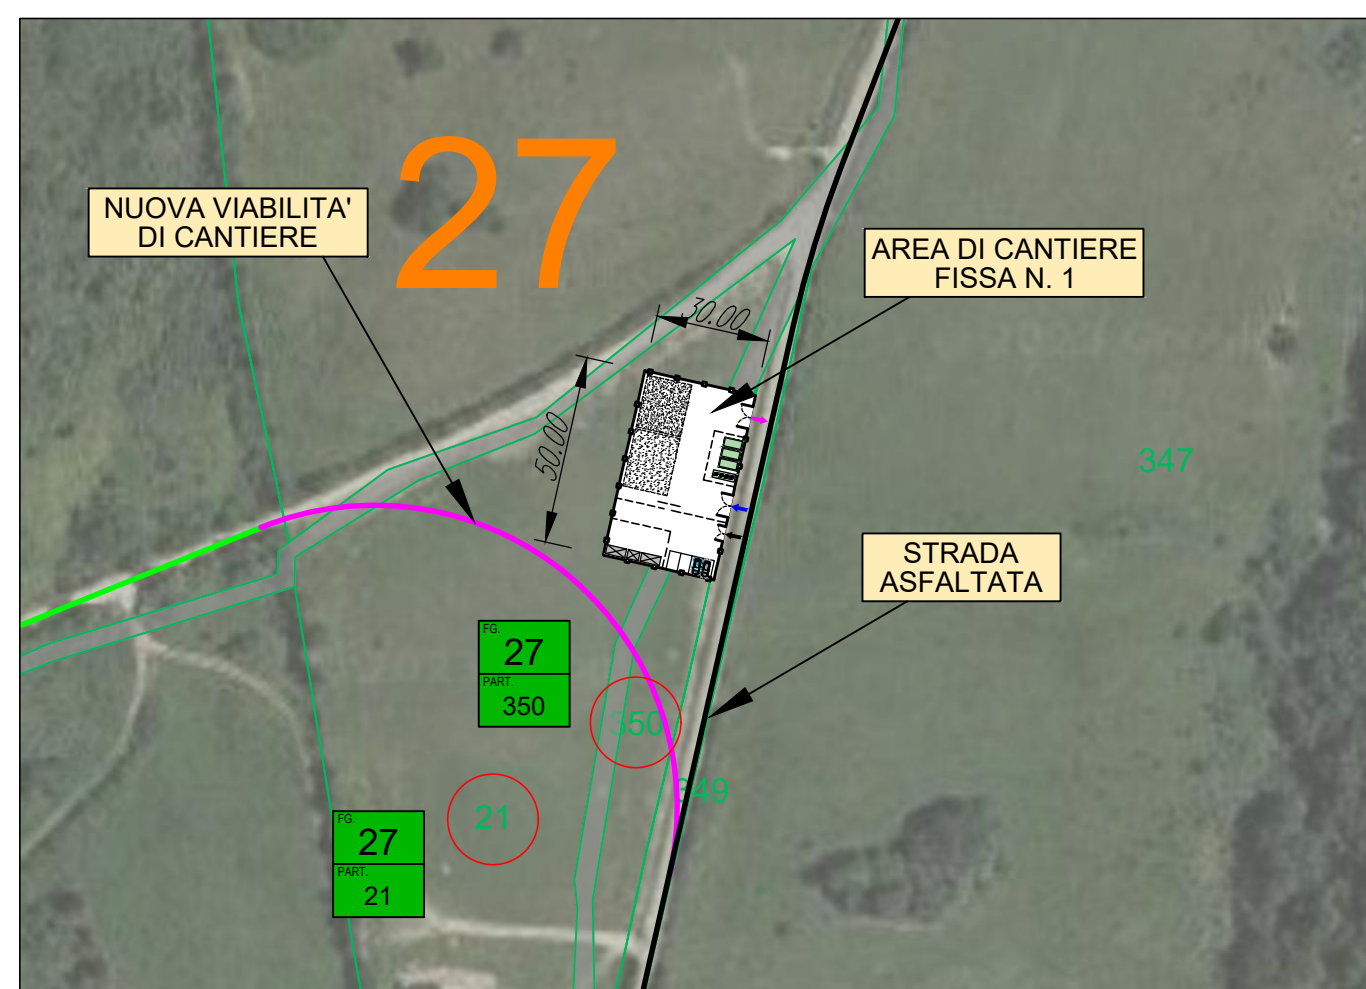 27
NUOVA VIABILITA'
DI CANTIERE
AREA DI CANTIERE
FISSA N. 1
30.00
50.00
347
STRADA
ASFALTATA
FG.
27
PART.
350
350
349
21
FG.
27
PART.
21